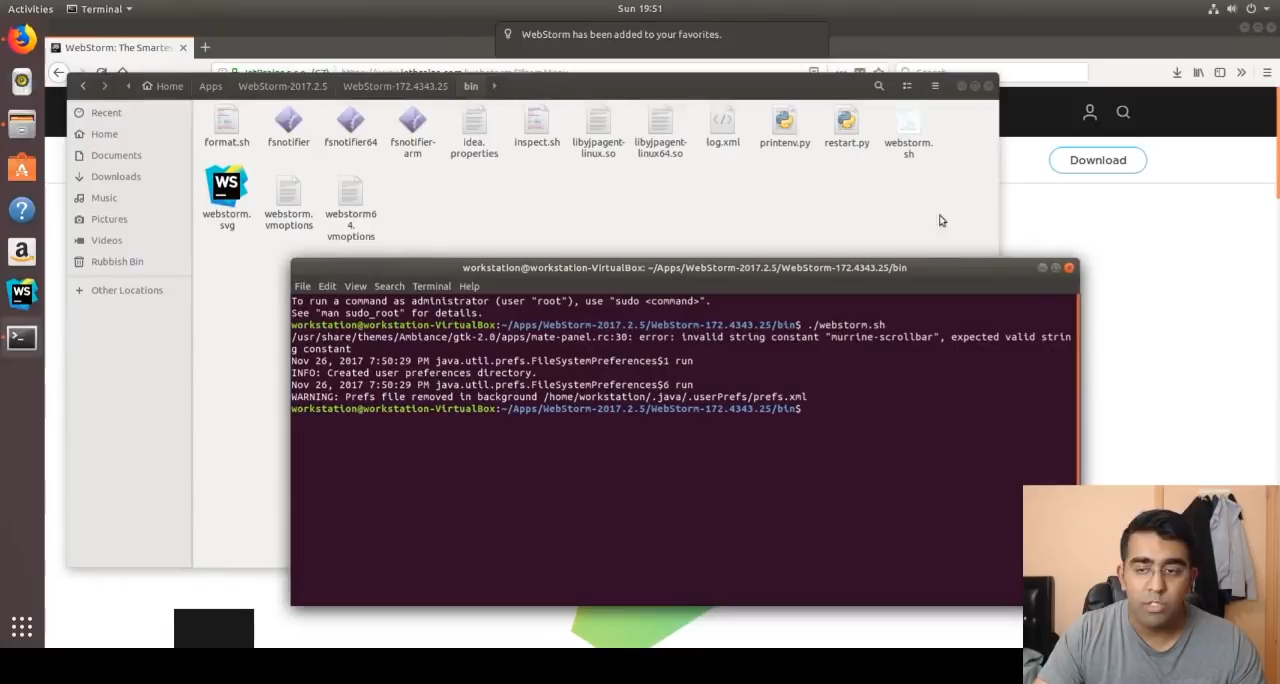 Activities
Terminal
Sun 19:51
WebStorm has been added to your favorites.
WebStorm: The Smartes
Home
Apps
WebStorm-2017.2.5
WebStorm-172.4343.25
bin
Recent
Home
Documents
Downloads
Music
Pictures
Videos
Rubbish Bin
Other Locations
format.sh
fsnotifier
fsnotifier64
fsnotifier-
arm
idea.
properties
inspect.sh
libyjpagent-
linux.so
libyjpagent-
linux64.so
log.xml
printenv.py
restart.py
webstorm.
sh
WS
webstorm.
svg
webstorm.
vmoptions
webstorm6
4.
vmoptions
Download
a
WS
workstation@workstation-VirtualBox: ~/Apps/WebStorm-2017.2.5/WebStorm-172.4343.25/bin
File Edit View Search Terminal Help
To run a command as administrator (user "root"), use "sudo <command>".
See "man sudo_root" for details.
workstation@workstation-VirtualBox:~/Apps/WebStorm-2017.2.5/WebStorm-172.4343.25/bin$ ./webstorm.sh
/usr/share/themes/Ambiance/gtk-2.0/apps/mate-panel.rc:30: error: invalid string constant "murrine-scrollbar", expected valid strin
g constant
Nov 26, 2017 7:50:29 PM java.util.prefs.FileSystemPreferences$1 run
INFO: Created user preferences directory.
Nov 26, 2017 7:50:29 PM java.util.prefs.FileSystemPreferences$6 run
WARNING: Prefs file removed in background /home/workstation/.java/.userPrefs/prefs.xml
workstation@workstation-VirtualBox:~/Apps/WebStorm-2017.2.5/WebStorm-172.4343.25/bin$